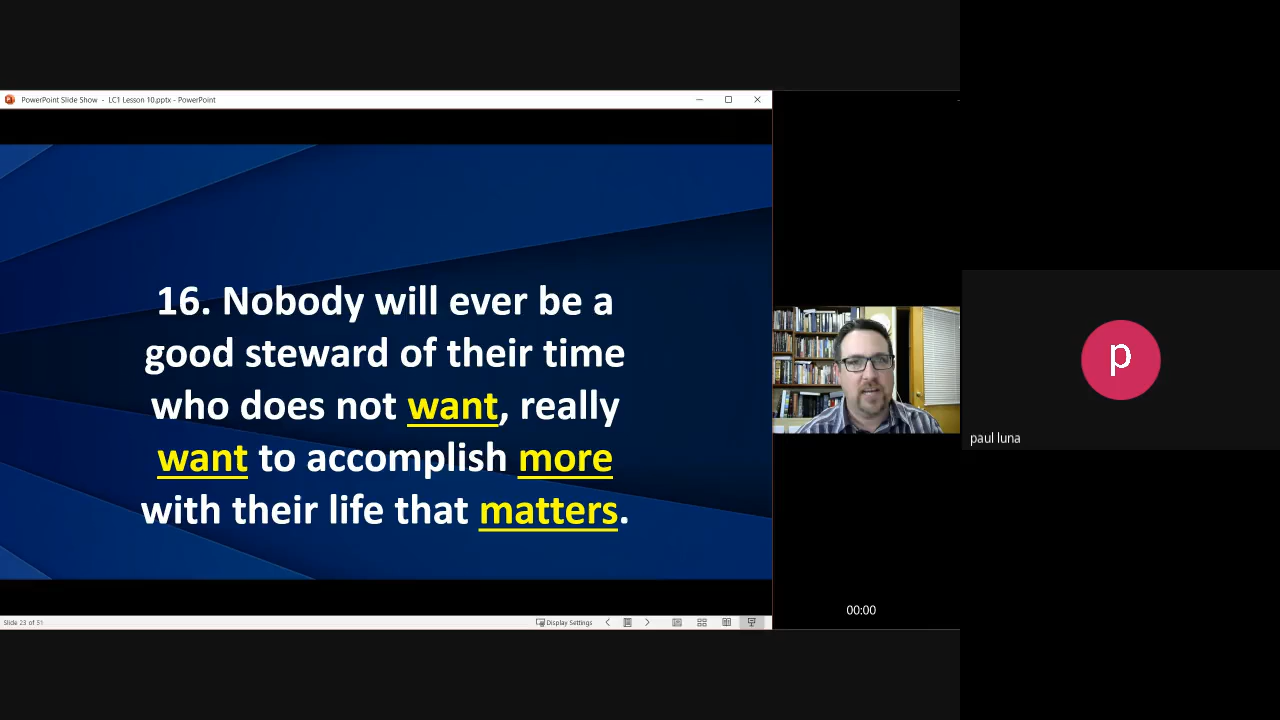 PowerPoint Slide Show - LC1 Lesson 10.pptx - PowerPoint
16. Nobody will ever be a
good steward of their time
who does not want, really
want to accomplish more
with their life that matters.
Slide 23 of 51
Display Settings
00:00
p
paul luna